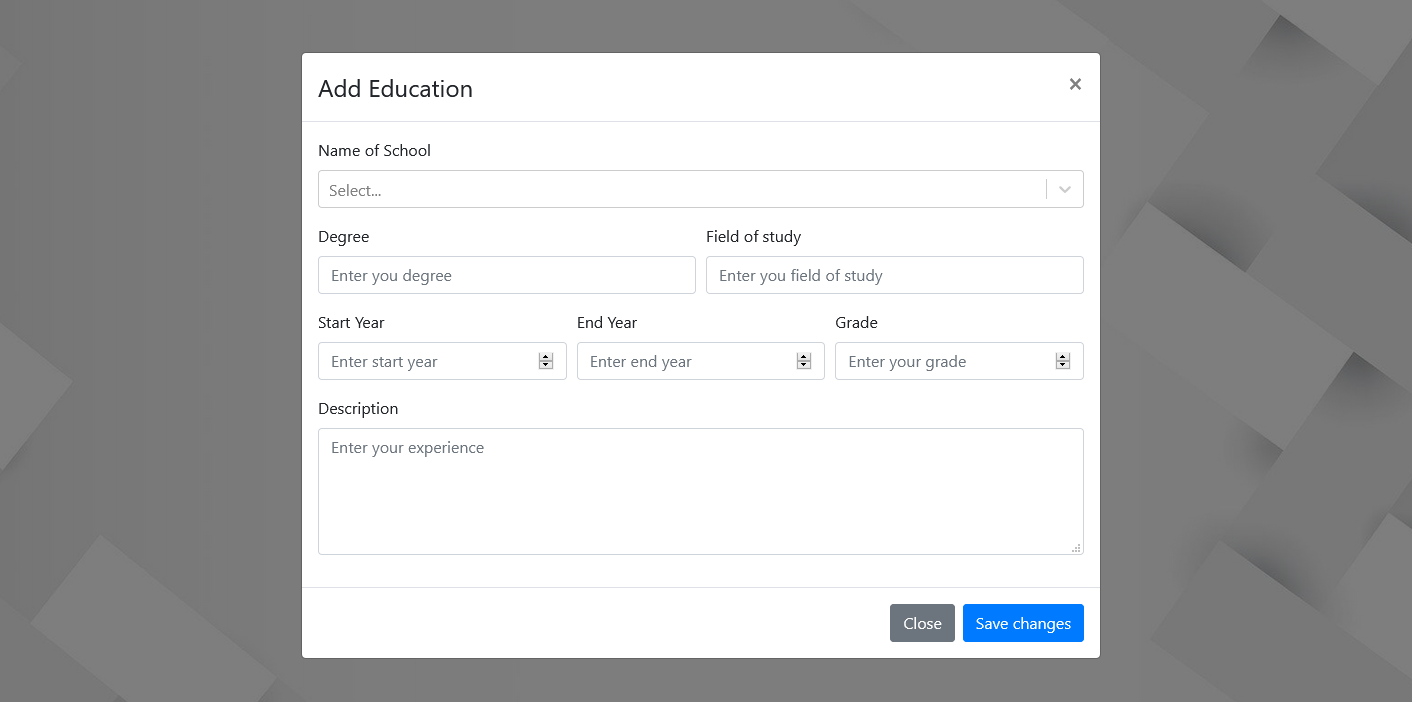 Add Education ×
Name of School
Select...
Degree Field of study
Enter you degree Enter you field of study
Start Year End Year Grade
Enter start year Enter end year Enter your grade
Description
Enter your experience
Close Save changes